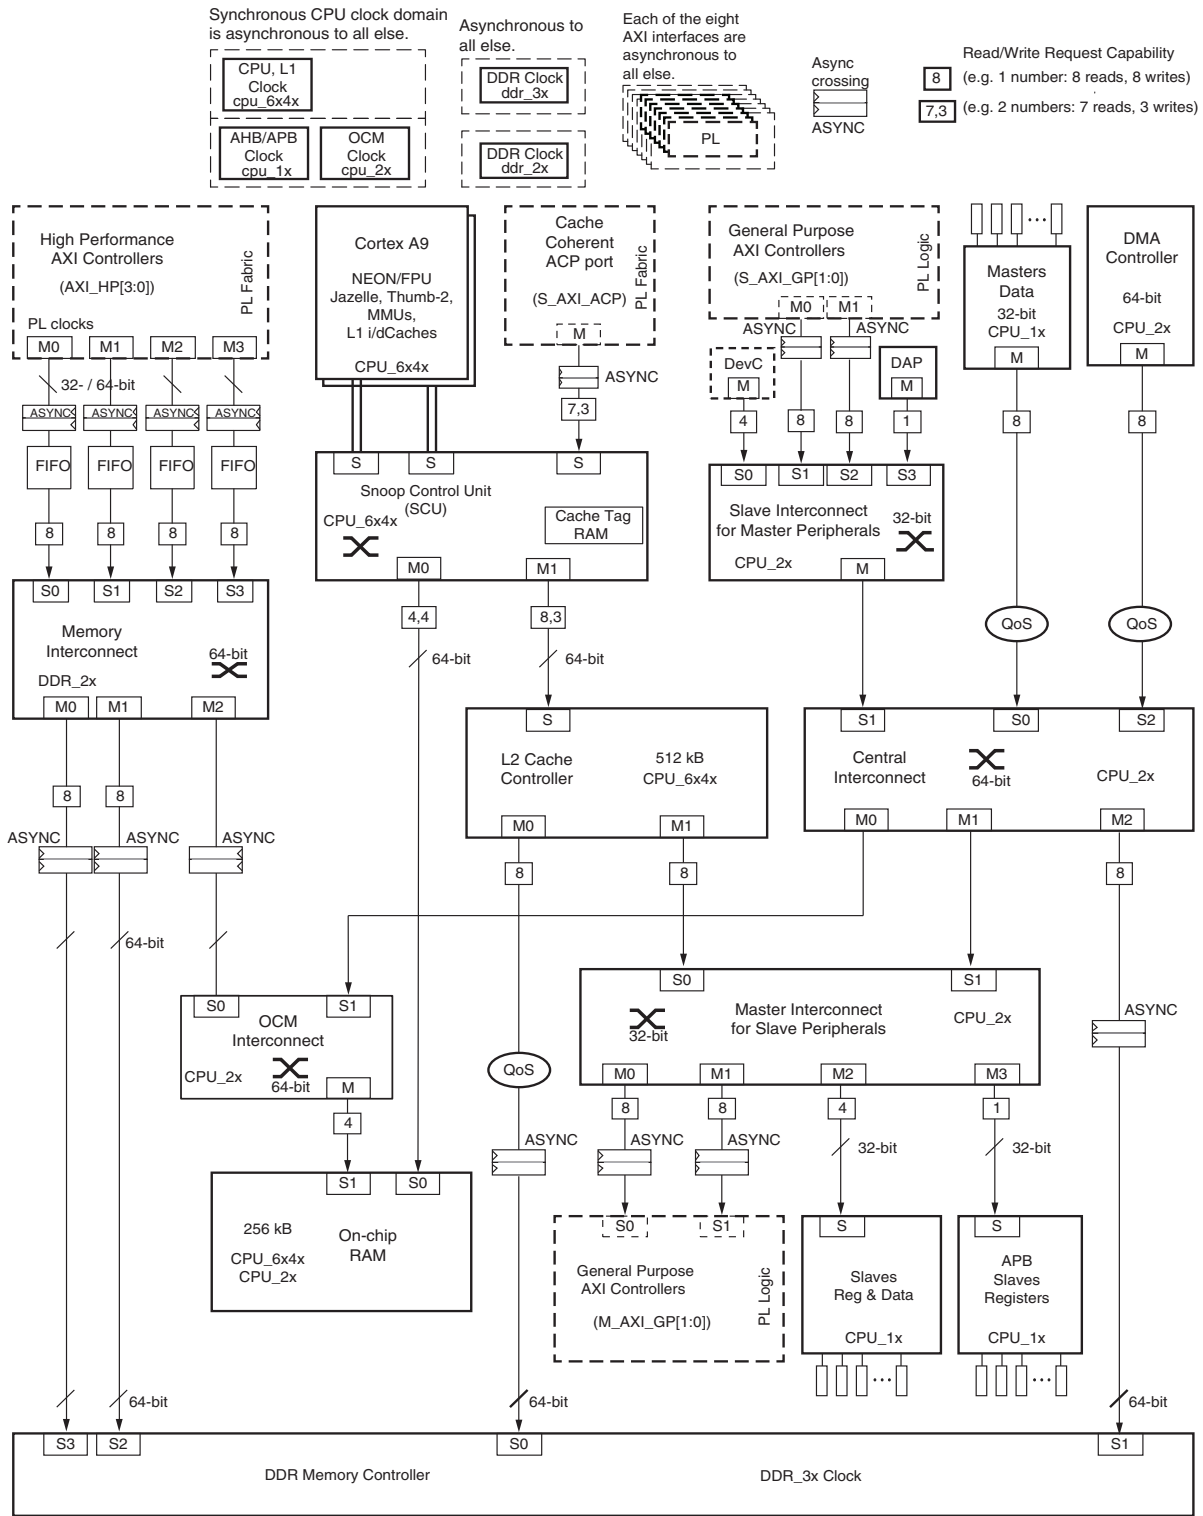 Synchronous CPU clock domain
is asynchronous to all else.
CPU, L1
Clock
cpu_6x4x
AHB/APB
Clock
cpu_1x
OCM
Clock
cpu_2x
Asynchronous to
all else.
DDR Clock
ddr_3x
DDR Clock
ddr_2x
Each of the eight
AXI interfaces are
asynchronous to
all else.
PL
Async
crossing
ASYNC
Read/Write Request Capability
8
(e.g. 1 number: 8 reads, 8 writes)
7,3
(e.g. 2 numbers: 7 reads, 3 writes)
High Performance
AXI Controllers
(AXI_HP[3:0])
PL Fabric
PL clocks
M0
M1
M2
M3
32- / 64-bit
ASYNC
ASYNC
ASYNC
ASYNC
FIFO
FIFO
FIFO
FIFO
8
8
8
8
S0
S1
S2
S3
Memory
Interconnect
64-bit
DDR_2x
M0
M1
M2
8
8
ASYNC
ASYNC
ASYNC
64-bit
Cortex A9
NEON/FPU
Jazelle, Thumb-2,
MMUs,
L1 i/dCaches
CPU_6x4x
Cache
Coherent
ACP port
(S_AXI_ACP)
PL Fabric
M
ASYNC
7,3
S
S
S
Snoop Control Unit
(SCU)
CPU_6x4x
Cache Tag
RAM
M0
M1
4,4
8,3
64-bit
64-bit
General Purpose
AXI Controllers
(S_AXI_GP[1:0])
PL Logic
M0
M1
ASYNC
ASYNC
DevC
M
DAP
M
4
8
8
1
S0
S1
S2
S3
Slave Interconnect
for Master Peripherals
32-bit
CPU_2x
M
Masters
Data
32-bit
CPU_1x
M
8
QoS
DMA
Controller
64-bit
CPU_2x
M
8
QoS
S
L2 Cache
Controller
512 kB
CPU_6x4x
M0
M1
8
8
S1
S0
S2
Central
Interconnect
64-bit
CPU_2x
M0
M1
M2
8
ASYNC
S0
S1
OCM
Interconnect
CPU_2x
64-bit
M
4
S1
S0
256 kB
CPU_6x4x
CPU_2x
On-chip
RAM
QoS
ASYNC
S0
S1
Master Interconnect
for Slave Peripherals
32-bit
CPU_2x
M0
M1
M2
M3
8
8
4
1
ASYNC
ASYNC
32-bit
32-bit
S0
S1
General Purpose
AXI Controllers
(M_AXI_GP[1:0])
PL Logic
S
Slaves
Reg & Data
CPU_1x
S
APB
Slaves
Registers
CPU_1x
64-bit
64-bit
64-bit
S3
S2
S0
S1
DDR Memory Controller
DDR_3x Clock